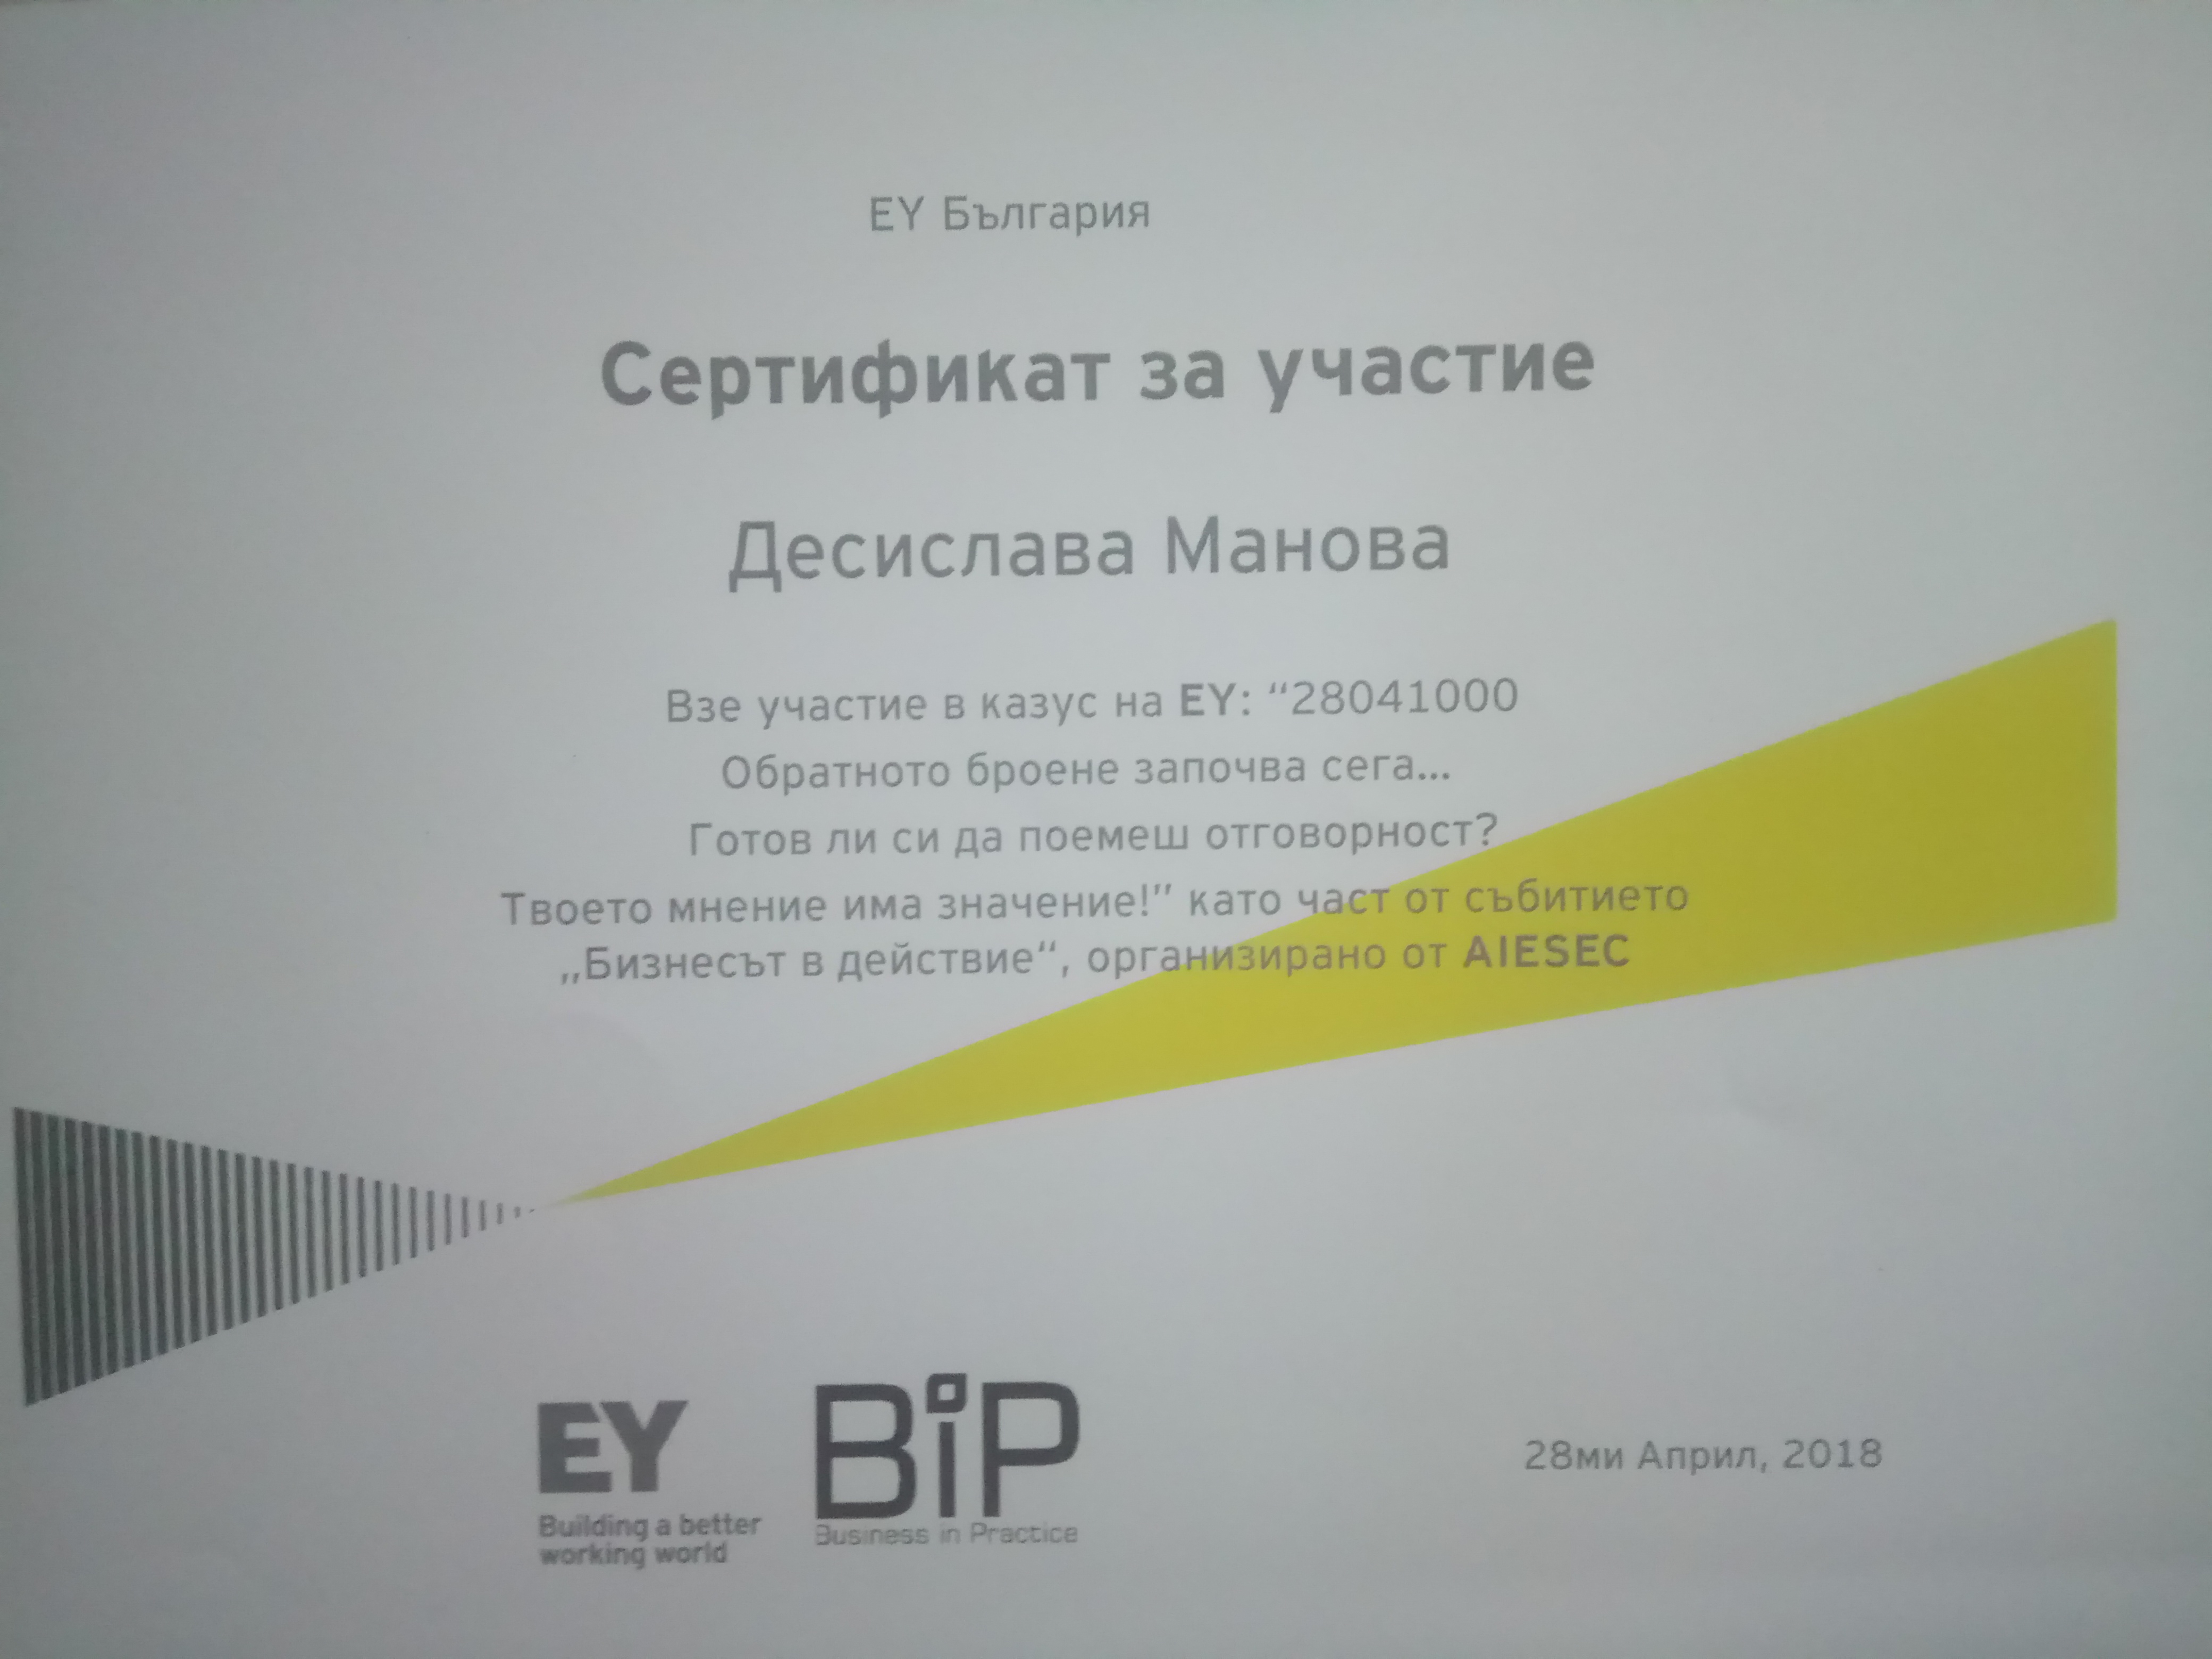 EY България
Сертификат за участие
Десислава Манова
Взе участие в казус на EY: “28041000
Обратното броене започва сега...
Готов ли си да поемеш отговорност?
Твоето мнение има значение!” като част от събитието
„Бизнесът в действие“, организирано от AIESEC
EY
Building a better
working world
BiP
Business in Practice
28ми Април, 2018